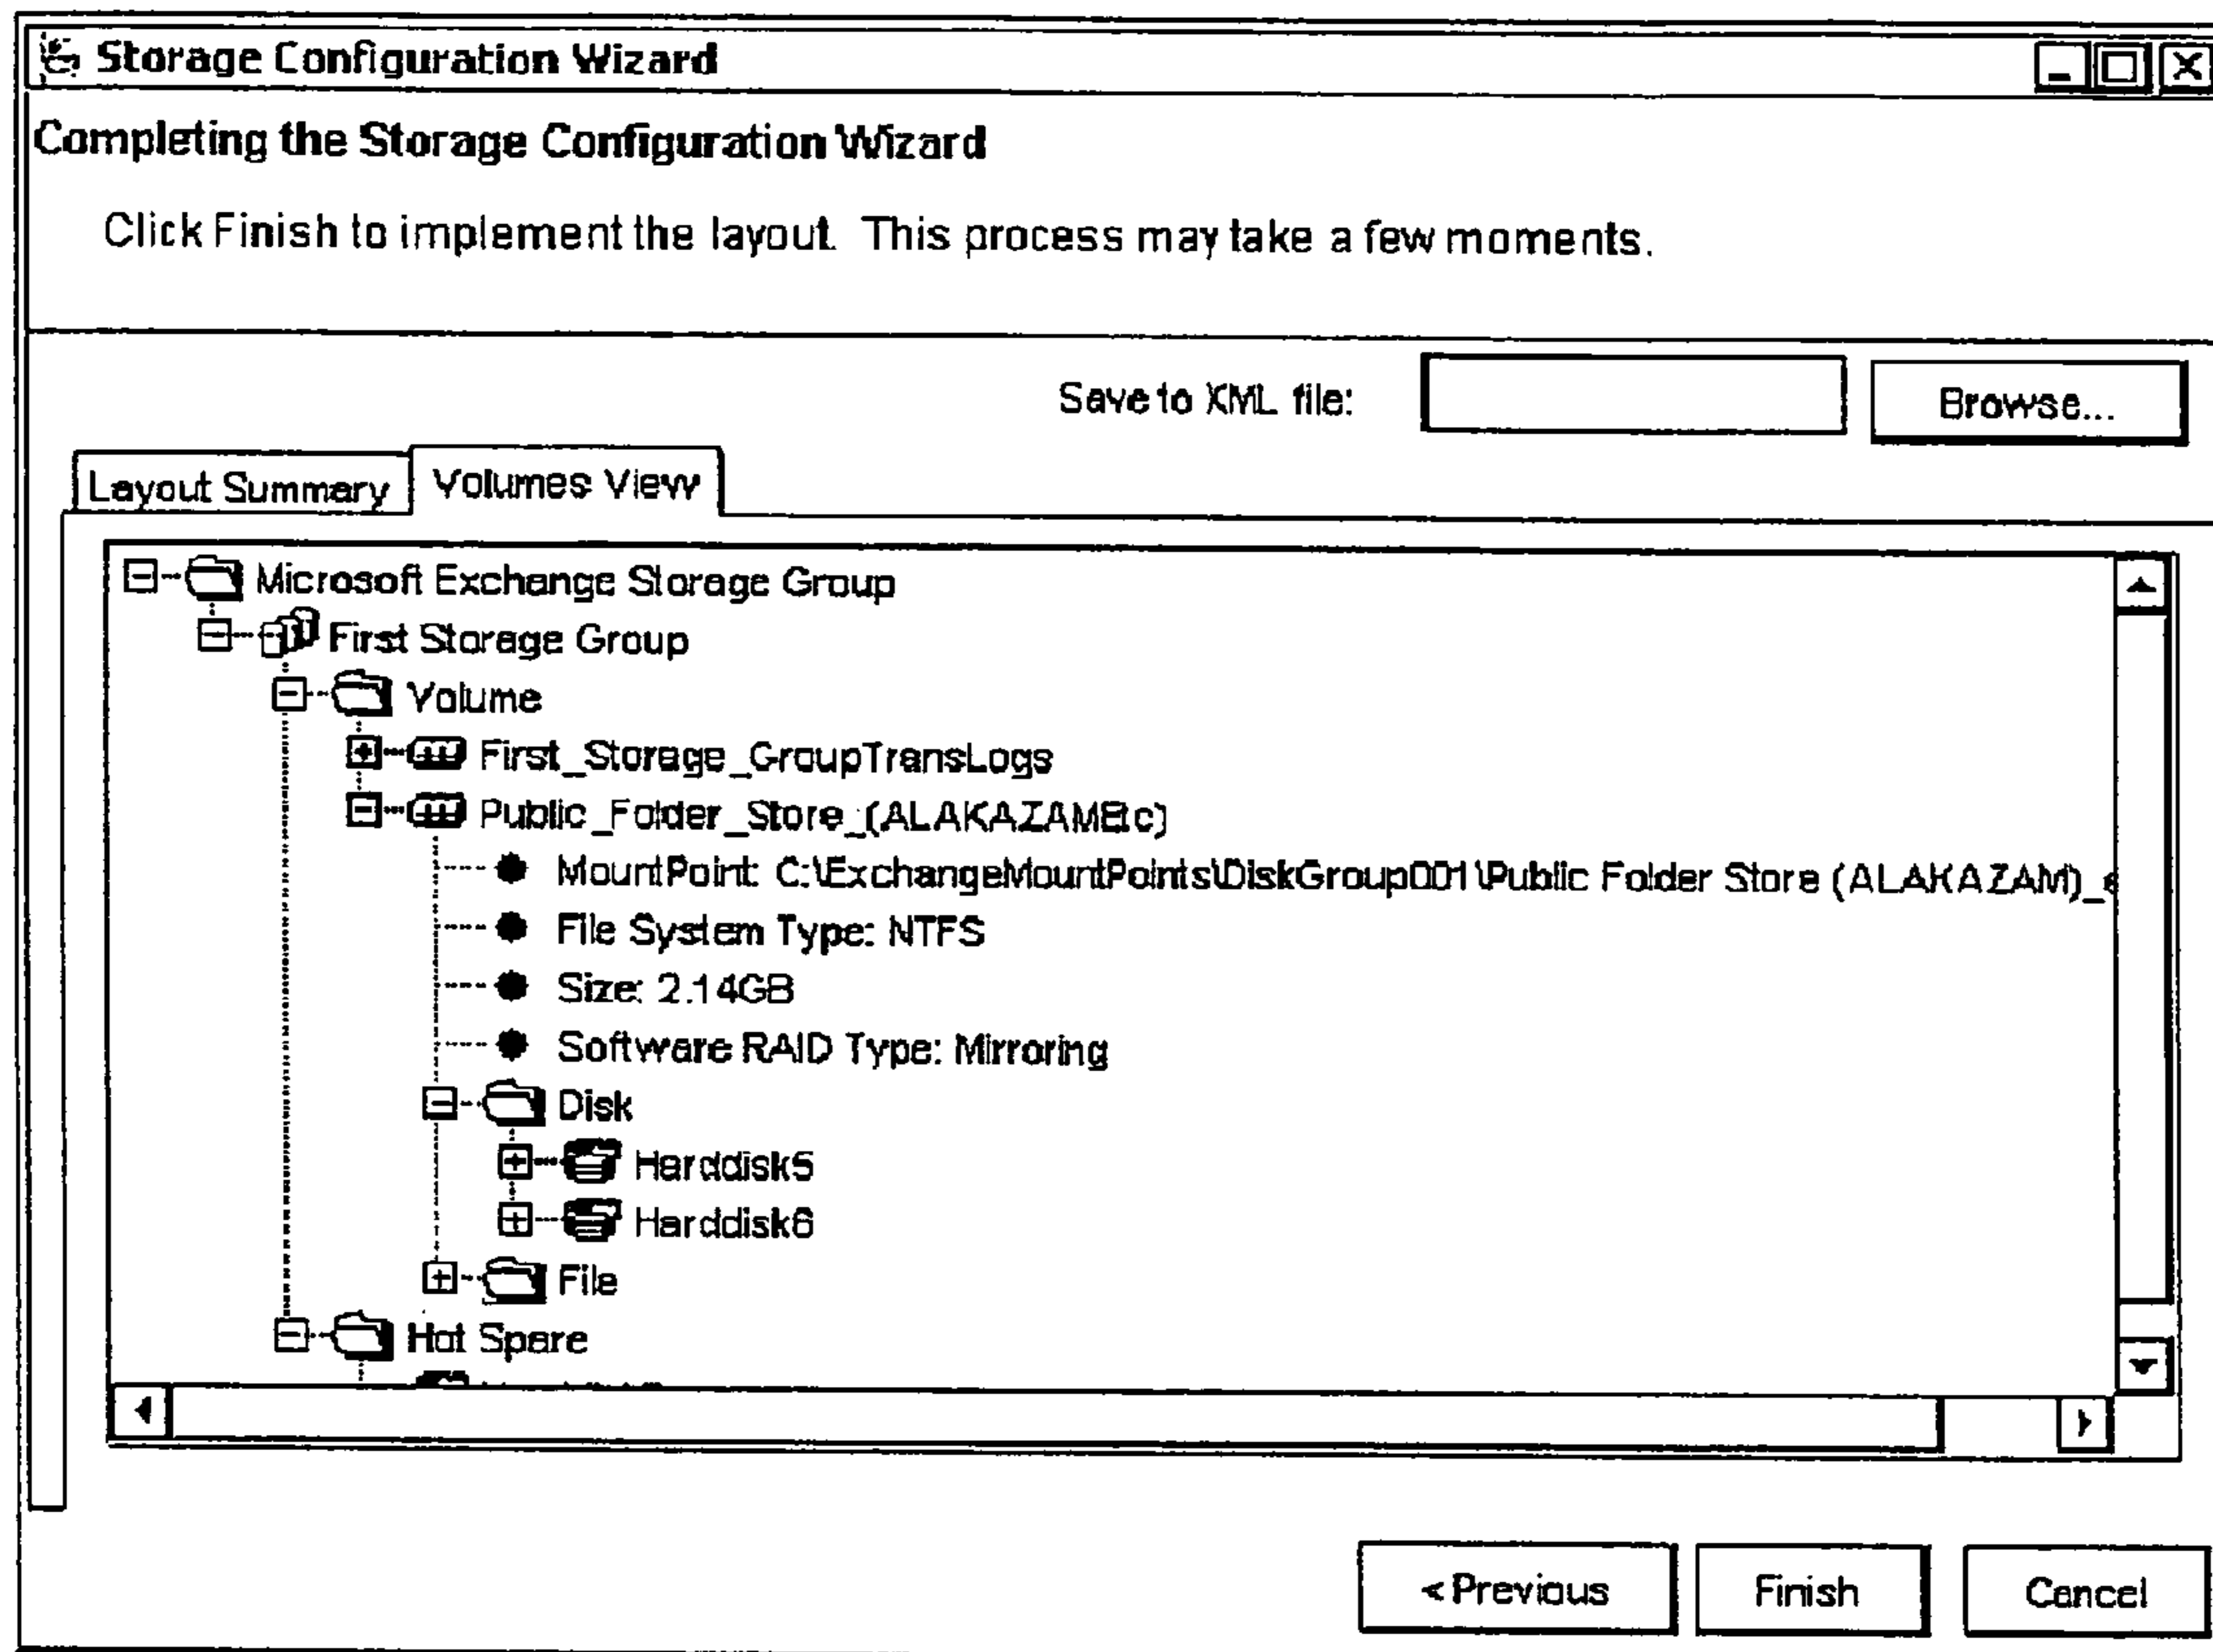 Storage Configuration Wizard
Completing the Storage Configuration Wizard
Click Finish to implement the layout. This process may take a few moments.
Save to XML file:
Browse...
Layout Summary
Volumes View
Microsoft Exchange Storage Group
First Storage Group
Volume
First_Storage_GroupTransLogs
Public_Folder_Store_(ALAKAZAM
MountPoint: C:\ExchangeMountPoints\DiskGroup001\Public Folder Store (ALAKAZAM)_
File System Type: NTFS
Size: 2.14GB
Software RAID Type: Mirroring
Disk
Harddisk5
Harddisk6
File
Hot Spare
<Previous
Finish
Cancel